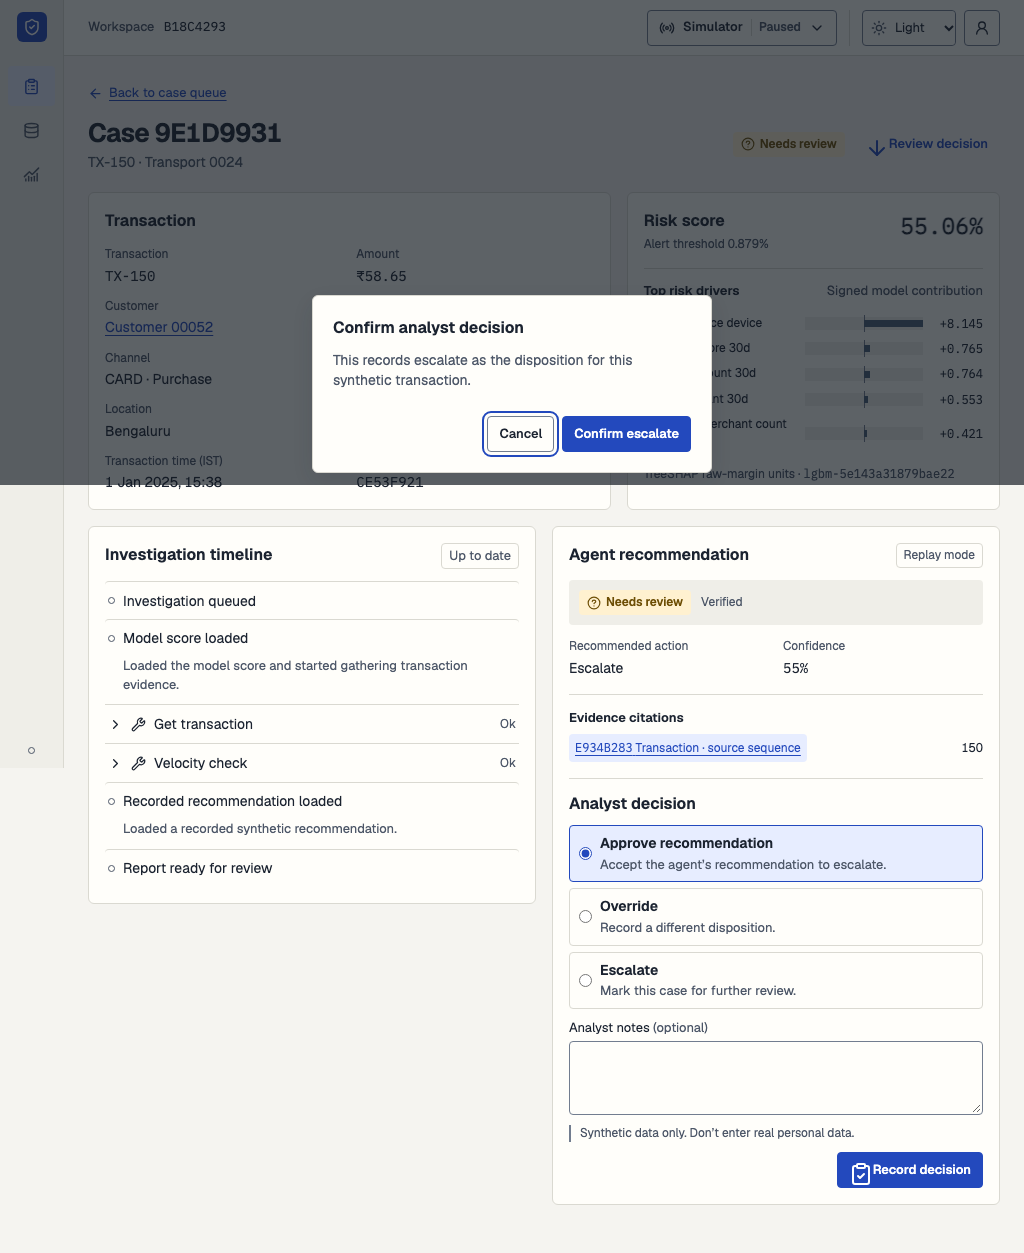 Workspace B18C4293
Simulator Paused
Light
Back to case queue
Case 9E1D9931
TX-150 · Transport 0024
Needs review
Review decision
Transaction
Transaction
TX-150
Amount
₹58.65
Customer
Customer 00052
Channel
CARD · Purchase
Location
Bengaluru
Transaction time (IST)
1 Jan 2025, 15:38
CE53F921
Risk score
Alert threshold 0.879%
55.06%
Top risk drivers
Signed model contribution
device
+8.145
30d
+0.765
30d
+0.764
30d
+0.553
count
+0.421
raw-margin units · lgbm-5e143a31879bae22
Confirm analyst decision
This records escalate as the disposition for this
synthetic transaction.
Cancel
Confirm escalate
Investigation timeline
Up to date
Investigation queued
Model score loaded
Loaded the model score and started gathering transaction
evidence.
Get transaction
Ok
Velocity check
Ok
Recorded recommendation loaded
Loaded a recorded synthetic recommendation.
Report ready for review
Agent recommendation
Replay mode
Needs review
Verified
Recommended action
Escalate
Confidence
55%
Evidence citations
E934B283 Transaction · source sequence
150
Analyst decision
Approve recommendation
Accept the agent's recommendation to escalate.
Override
Record a different disposition.
Escalate
Mark this case for further review.
Analyst notes (optional)
Synthetic data only. Don't enter real personal data.
Record decision